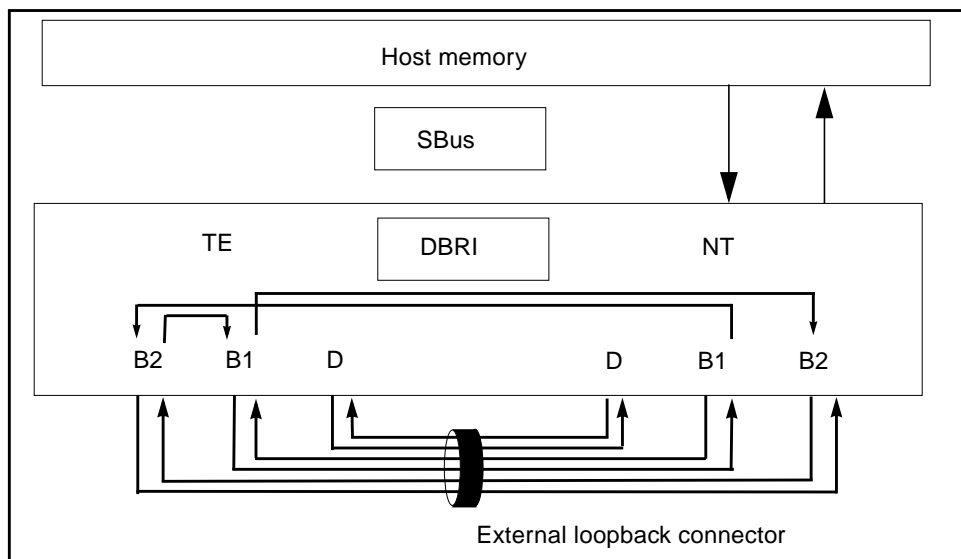 Host memory
SBus
TE
DBRI
NT
B2
B1
D
D
B1
B2
External loopback connector